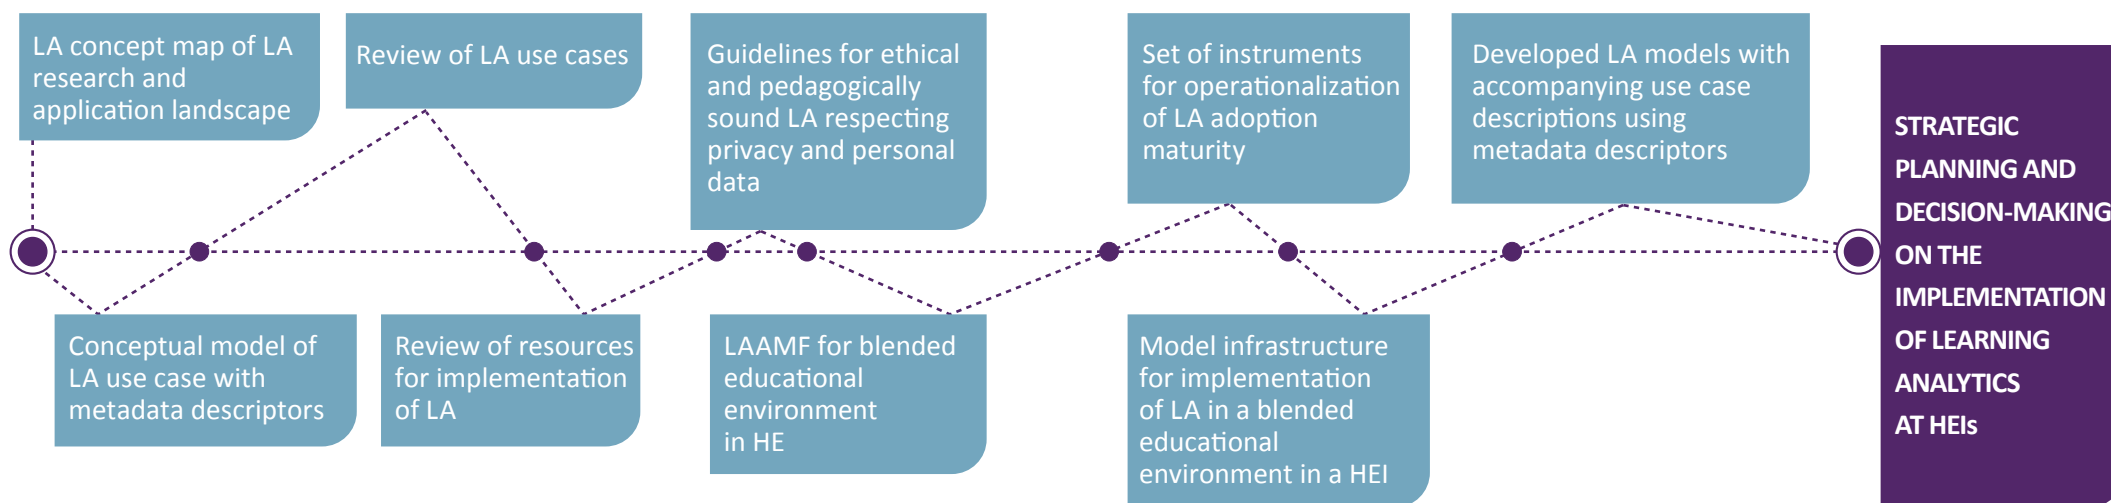 LA concept map of LA
research and
application landscape
Review of LA use cases
Guidelines for ethical
and pedagogically
sound LA respecting
privacy and personal
data
Set of instruments
for operationalization
of LA adoption
maturity
Developed LA models with
accompanying use case
descriptions using
metadata descriptors
Conceptual model of
LA use case with
metadata descriptors
Review of resources
for implementation
of LA
LAAMF for blended
educational
environment
in HE
Model infrastructure
for implementation
of LA in a blended
educational
environment in a HEI
STRATEGIC
PLANNING AND
DECISION-MAKING
ON THE
IMPLEMENTATION
OF LEARNING
ANALYTICS
AT HEIs